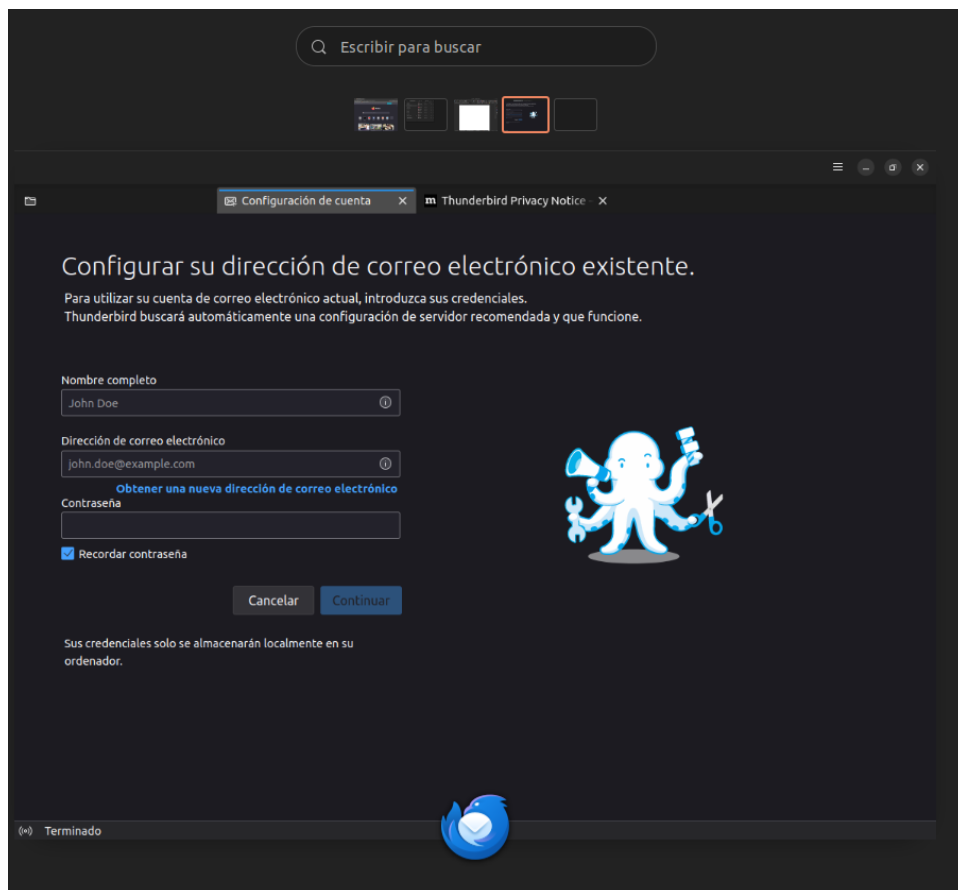 Escribir para buscar
Configuración de cuenta
m Thunderbird Privacy Notice -
Configurar su dirección de correo electrónico existente.
Para utilizar su cuenta de correo electrónico actual, introduzca sus credenciales.
Thunderbird buscará automáticamente una configuración de servidor recomendada y que funcione.
Nombre completo
John Doe
Dirección de correo electrónico
john.doe@example.com
Obtener una nueva dirección de correo electrónico
Contraseña
Recordar contraseña
Cancelar Continuar
Sus credenciales solo se almacenarán localmente en su
ordenador.
Terminado